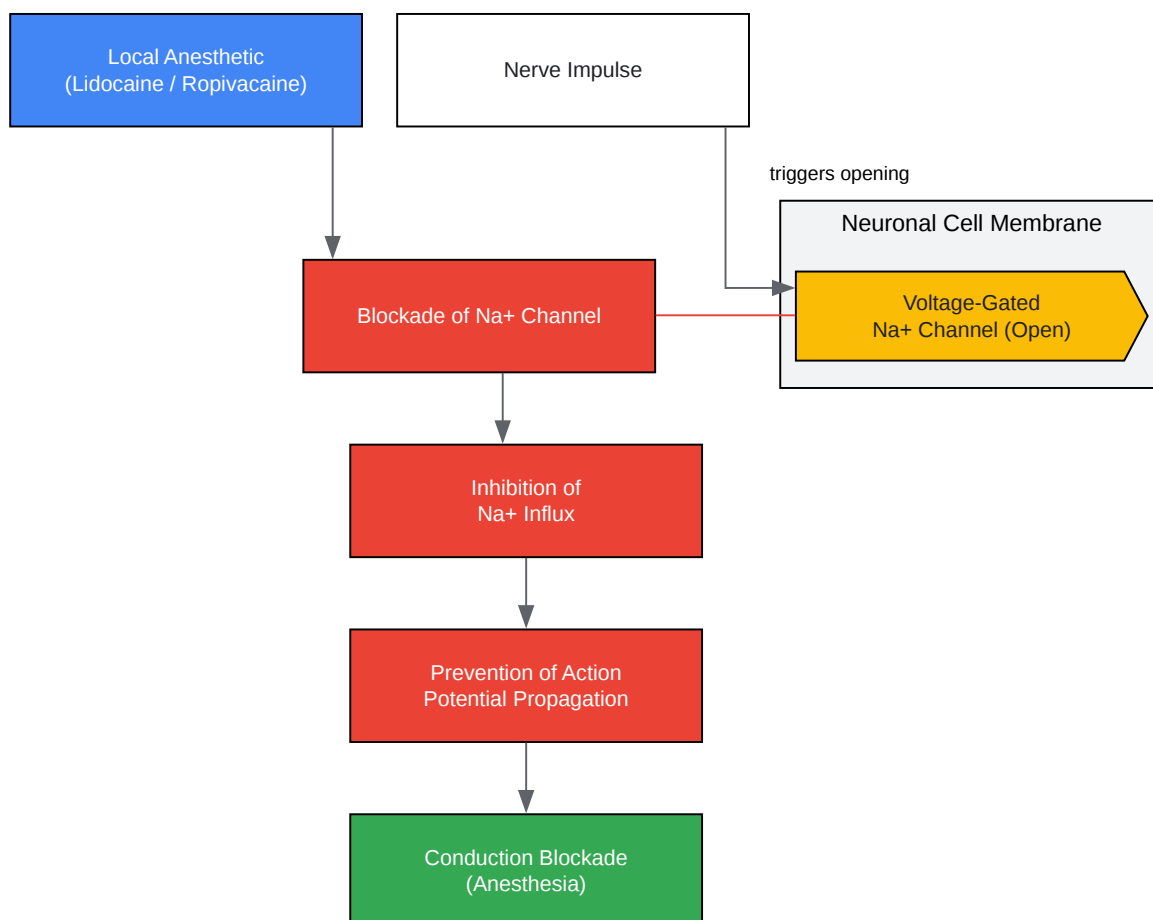 Local Anesthetic
(Lidocaine / Ropivacaine)
Nerve Impulse
triggers opening
Neuronal Cell Membrane
Voltage-Gated
Na+ Channel (Open)
Blockade of Na+ Channel
Inhibition of
Na+ Influx
Prevention of Action
Potential Propagation
Conduction Blockade
(Anesthesia)